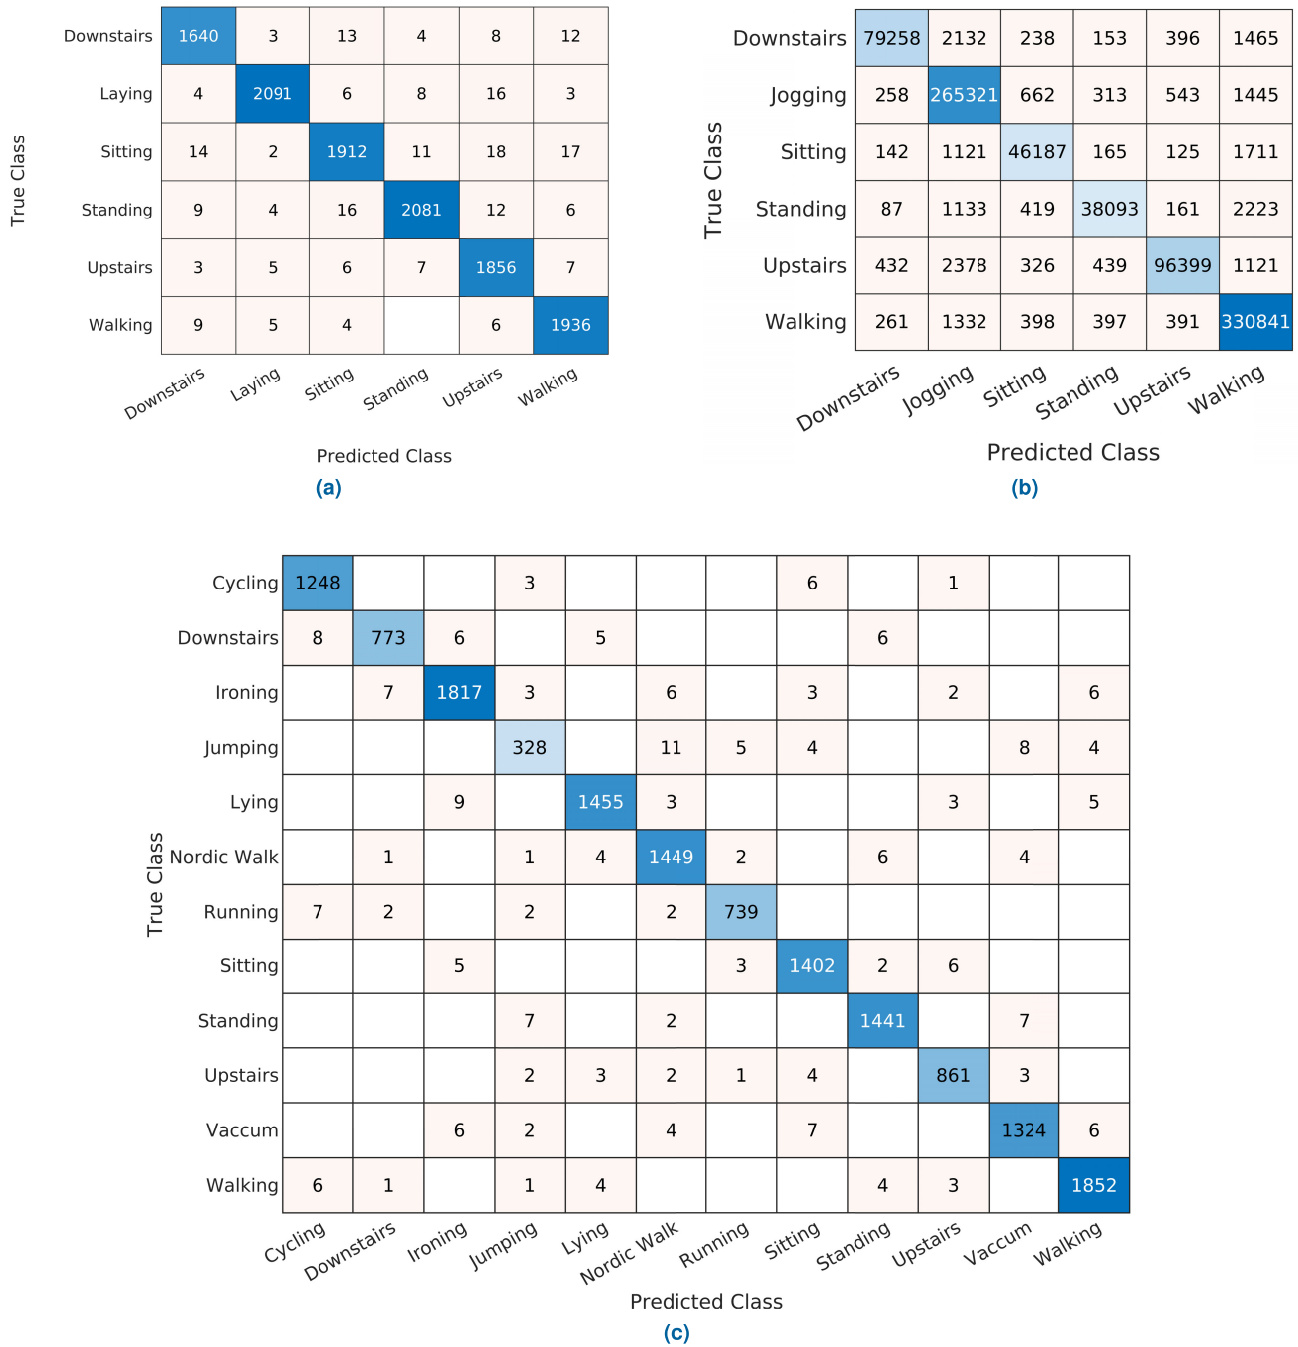 True Class
Downstairs 1640 3 13 4 8 12
Laying 4 2091 6 8 16 3
Sitting 14 2 1912 11 18 17
Standing 9 4 16 2081 12 6
Upstairs 3 5 6 7 1856 7
Walking 9 5 4 6 1936
Downstairs Laying Sitting Standing Upstairs Walking
Predicted Class
(a)
True Class
Downstairs 79258 2132 238 153 396 1465
Jogging 258 265321 662 313 543 1445
Sitting 142 1121 46187 165 125 1711
Standing 87 1133 419 38093 161 2223
Upstairs 432 2378 326 439 96399 1121
Walking 261 1332 398 397 391 330841
Downstairs Jogging Sitting Standing Upstairs Walking
Predicted Class
(b)
True Class
Cycling 1248 3 6 1
Downstairs 8 773 6 5 6
Ironing 7 1817 3 6 3 2 6
Jumping 328 11 5 4 8 4
Lying 9 1455 3 3 5
Nordic Walk 1 1 4 1449 2 6 4
Running 7 2 2 2 739
Sitting 5 3 1402 2 6
Standing 7 2 1441 7
Upstairs 2 3 2 1 4 861 3
Vaccum 6 2 4 7 1324 6
Walking 6 1 1 4 4 3 1852
Cycling Downstairs Ironing Jumping Lying Nordic Walk Running Sitting Standing Upstairs Vaccum Walking
Predicted Class
(c)